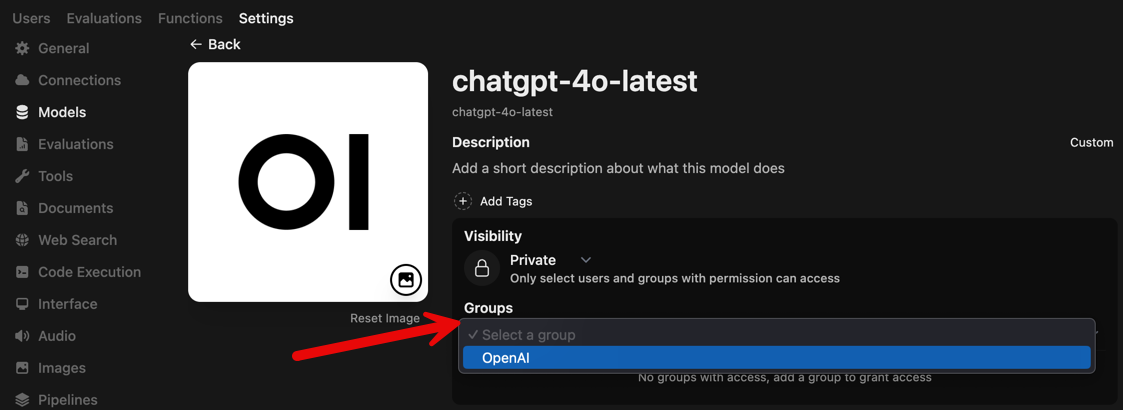 Users Evaluations Functions Settings
General
Connections
Models
Evaluations
Tools
Documents
Web Search
Code Execution
Interface
Audio
Images
Pipelines
← Back
OI
Reset Image
chatgpt-4o-latest
chatgpt-4o-latest
Description Custom
Add a short description about what this model does
+ Add Tags
Visibility
Private
Only select users and groups with permission can access
Groups
✓ Select a group
OpenAI
No groups with access, add a group to grant access